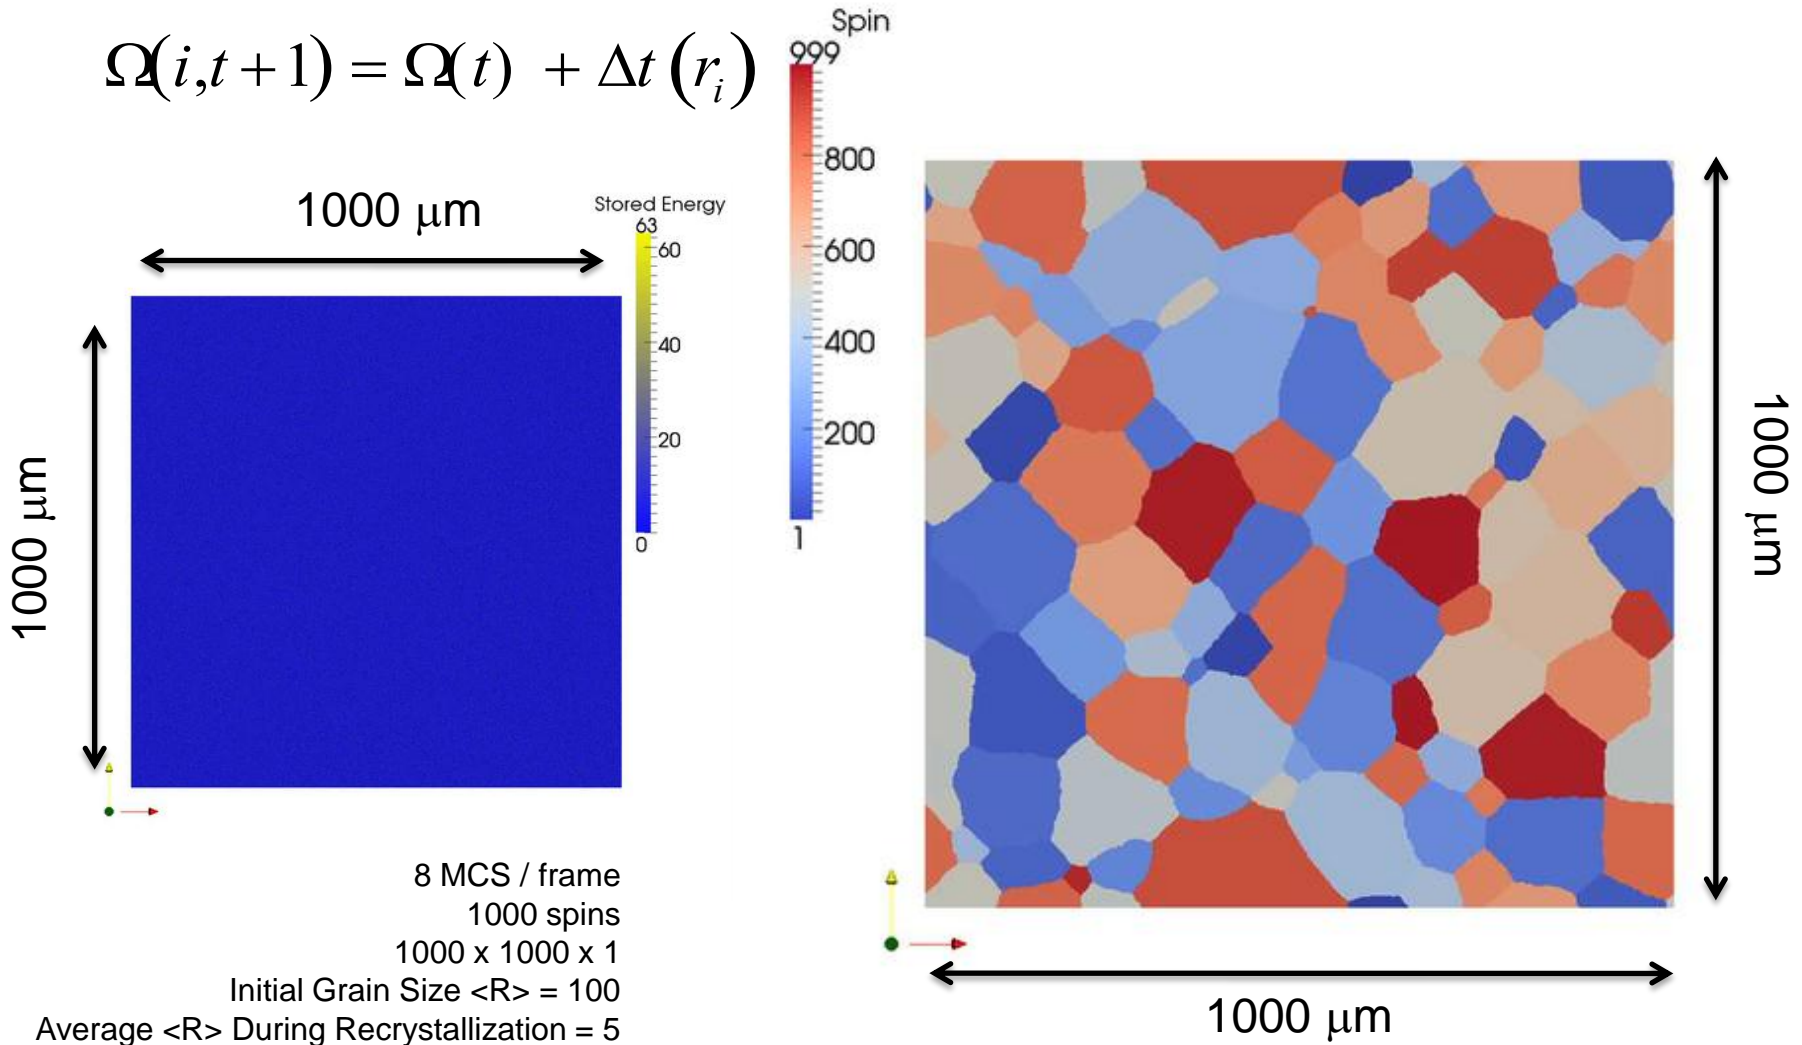 Ω(i,t+1) = Ω(t) + Δt (r_i)
Spin
999
800
600
400
200
1
1000 μm
Stored Energy
63
60
40
20
0
1000 μm
8 MCS / frame
1000 spins
1000 x 1000 x 1
Initial Grain Size <R> = 100
Average <R> During Recrystallization = 5
1000 μm
1000 μm